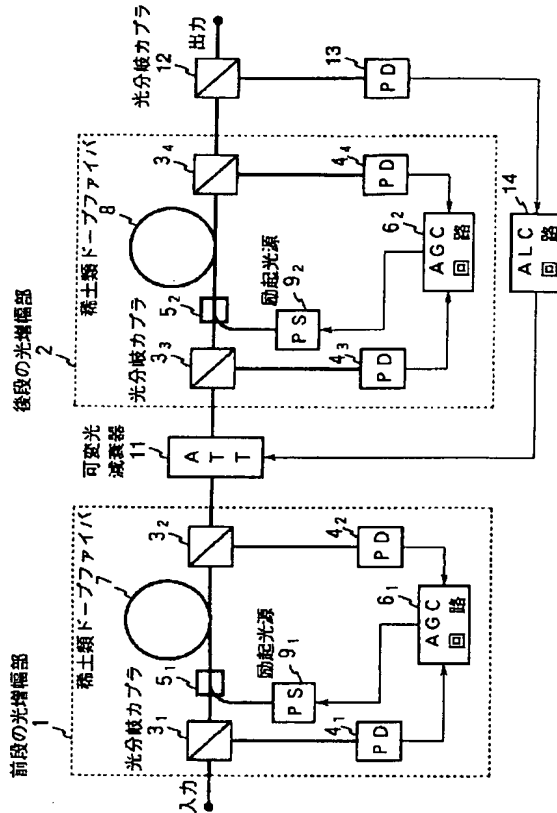 前段の光増幅部
1
稀土類ドープファイバ
7
光分岐カプラ
3₁
5₁
3₂
入力
励起光源
9₁
PS
4₁
PD
6₁
AGC
回路
4₂
PD
可変光
減衰器
11
ATT
後段の光増幅部
2
稀土類ドープファイバ
8
光分岐カプラ
3₃
5₂
3₄
励起光源
9₂
PS
4₃
PD
6₂
AGC
回路
4₄
PD
光分岐カプラ
12
出力
13
PD
14
ALC
回路